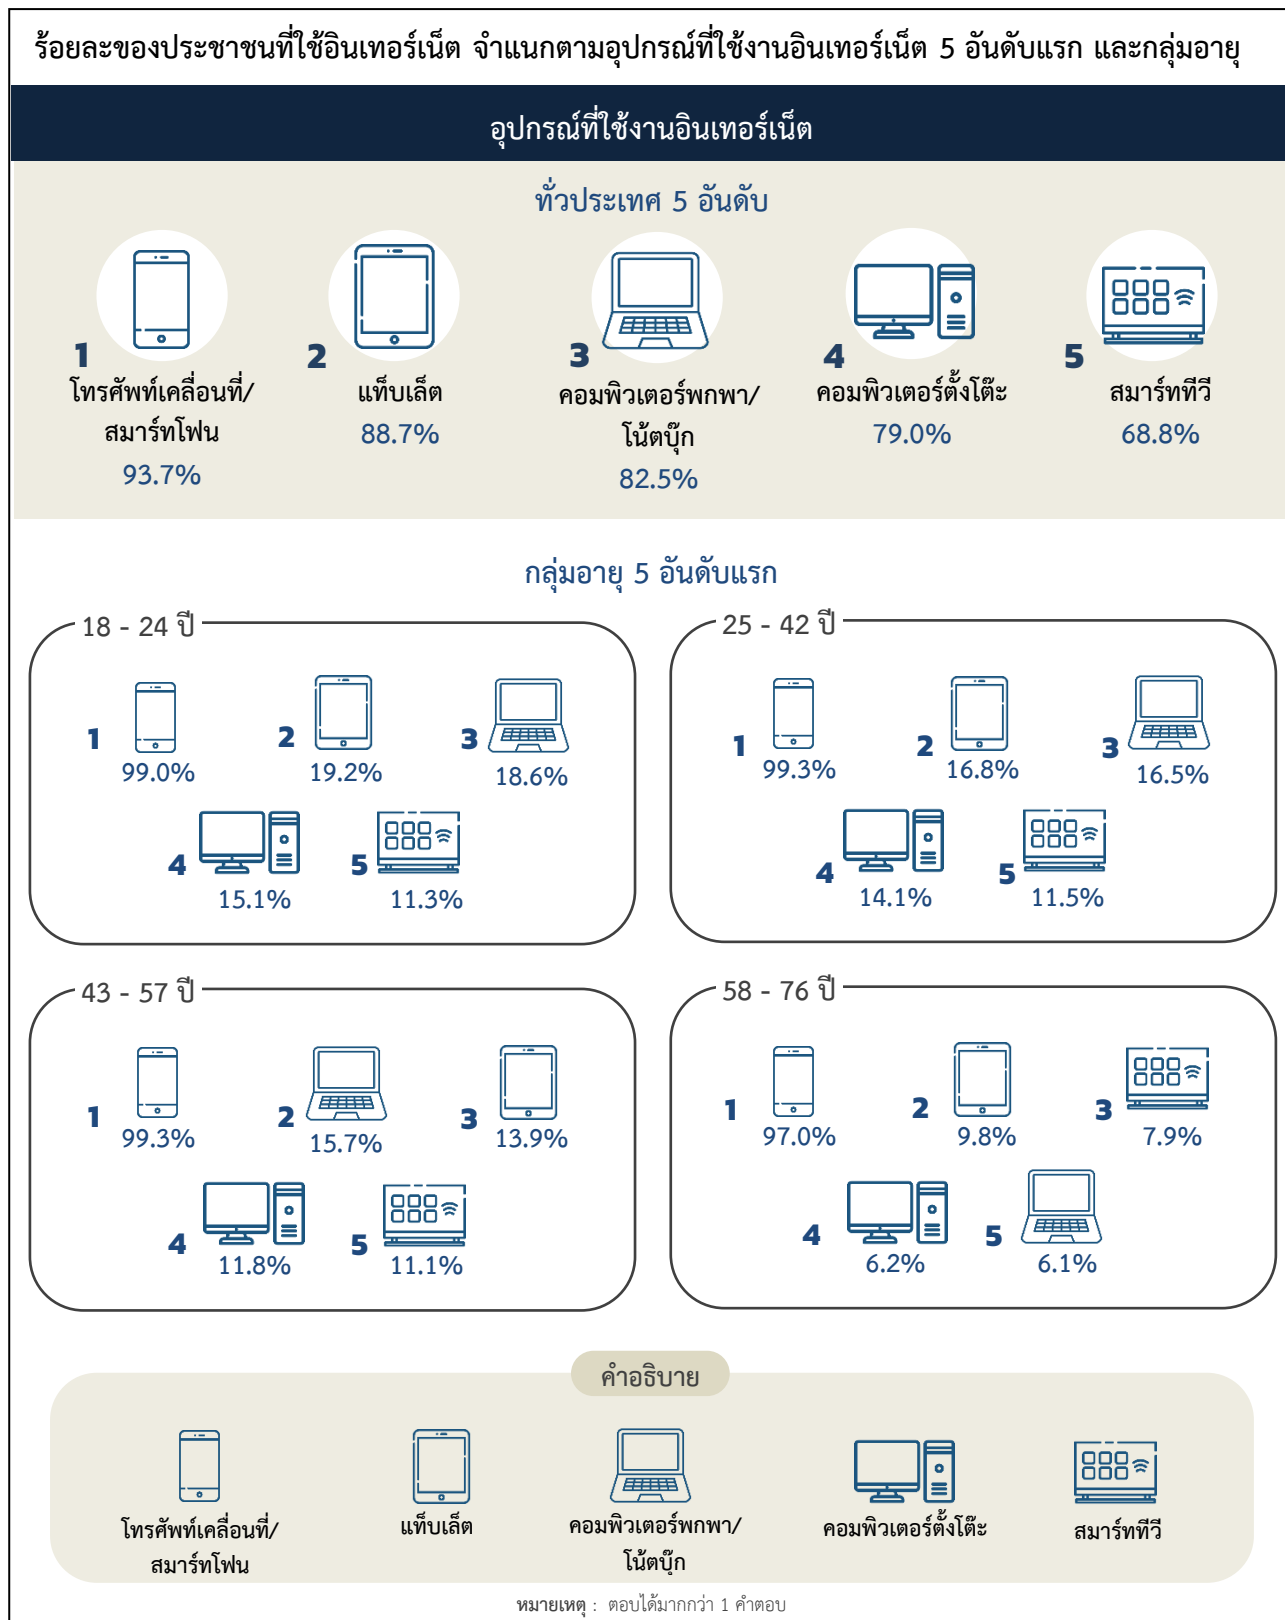 ร้อยละของประชาชนที่ใช้อินเทอร์เน็ต จำแนกตามอุปกรณ์ที่ใช้งานอินเทอร์เน็ต 5 อันดับแรก และกลุ่มอายุ
อุปกรณ์ที่ใช้งานอินเทอร์เน็ต
ทั่วประเทศ 5 อันดับ
1 2 3 4 5
โทรศัพท์เคลื่อนที่/ แท็บเล็ต คอมพิวเตอร์พกพา/ คอมพิวเตอร์ตั้งโต๊ะ สมาร์ททีวี
สมาร์ทโฟน 88.7% โน้ตบุ๊ก 79.0% 68.8%
93.7% 82.5%
กลุ่มอายุ 5 อันดับแรก
18 - 24 ปี
1 2 3
99.0% 19.2% 18.6%
4 5
15.1% 11.3%
25 - 42 ปี
1 2 3
99.3% 16.8% 16.5%
4 5
14.1% 11.5%
43 - 57 ปี
1 2 3
99.3% 15.7% 13.9%
4 5
11.8% 11.1%
58 - 76 ปี
1 2 3
97.0% 9.8% 7.9%
4 5
6.2% 6.1%
คำอธิบาย
โทรศัพท์เคลื่อนที่/ แท็บเล็ต คอมพิวเตอร์พกพา/ คอมพิวเตอร์ตั้งโต๊ะ สมาร์ททีวี
สมาร์ทโฟน โน้ตบุ๊ก
หมายเหตุ : ตอบได้มากกว่า 1 คำตอบ